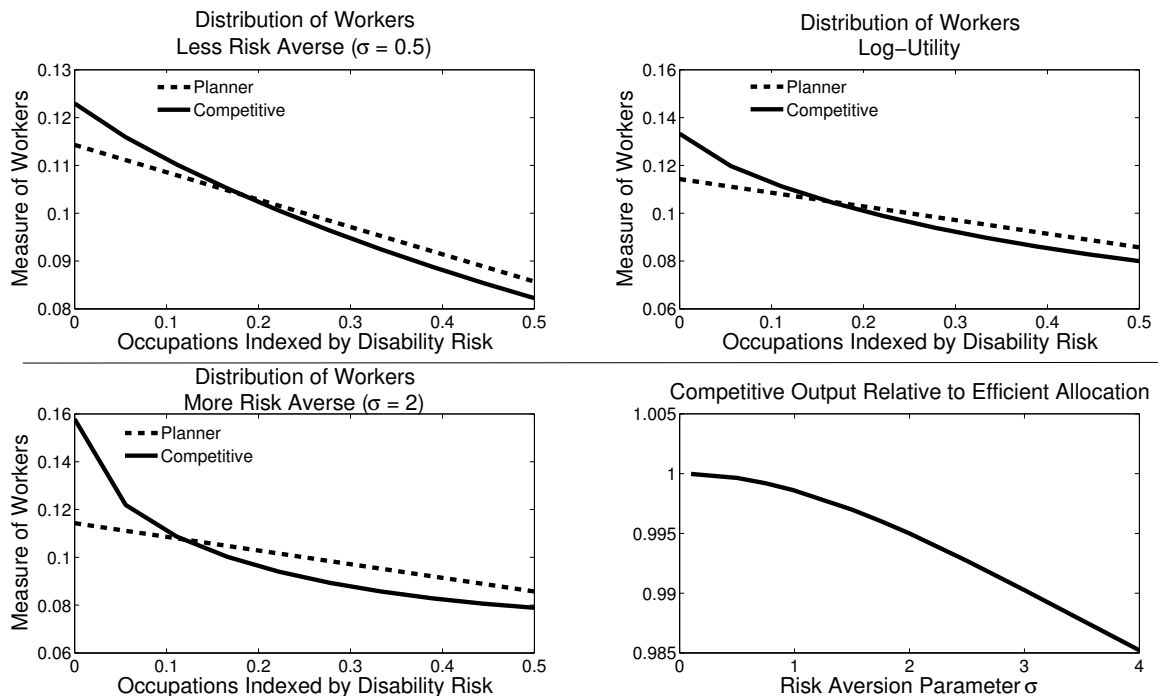 Distribution of Workers
Less Risk Averse (σ = 0.5)
0.13
0.12
0.11
0.1
0.09
0.08
Measure of Workers
Planner
Competitive
0 0.1 0.2 0.3 0.4 0.5
Occupations Indexed by Disability Risk
Distribution of Workers
Log−Utility
0.16
0.14
0.12
0.1
0.08
0.06
Measure of Workers
Planner
Competitive
0 0.1 0.2 0.3 0.4 0.5
Occupations Indexed by Disability Risk
Distribution of Workers
More Risk Averse (σ = 2)
0.16
0.14
0.12
0.1
0.08
0.06
Measure of Workers
Planner
Competitive
0 0.1 0.2 0.3 0.4 0.5
Occupations Indexed by Disability Risk
Competitive Output Relative to Efficient Allocation
1.005
1
0.995
0.99
0.985
0 1 2 3 4
Risk Aversion Parameter σ